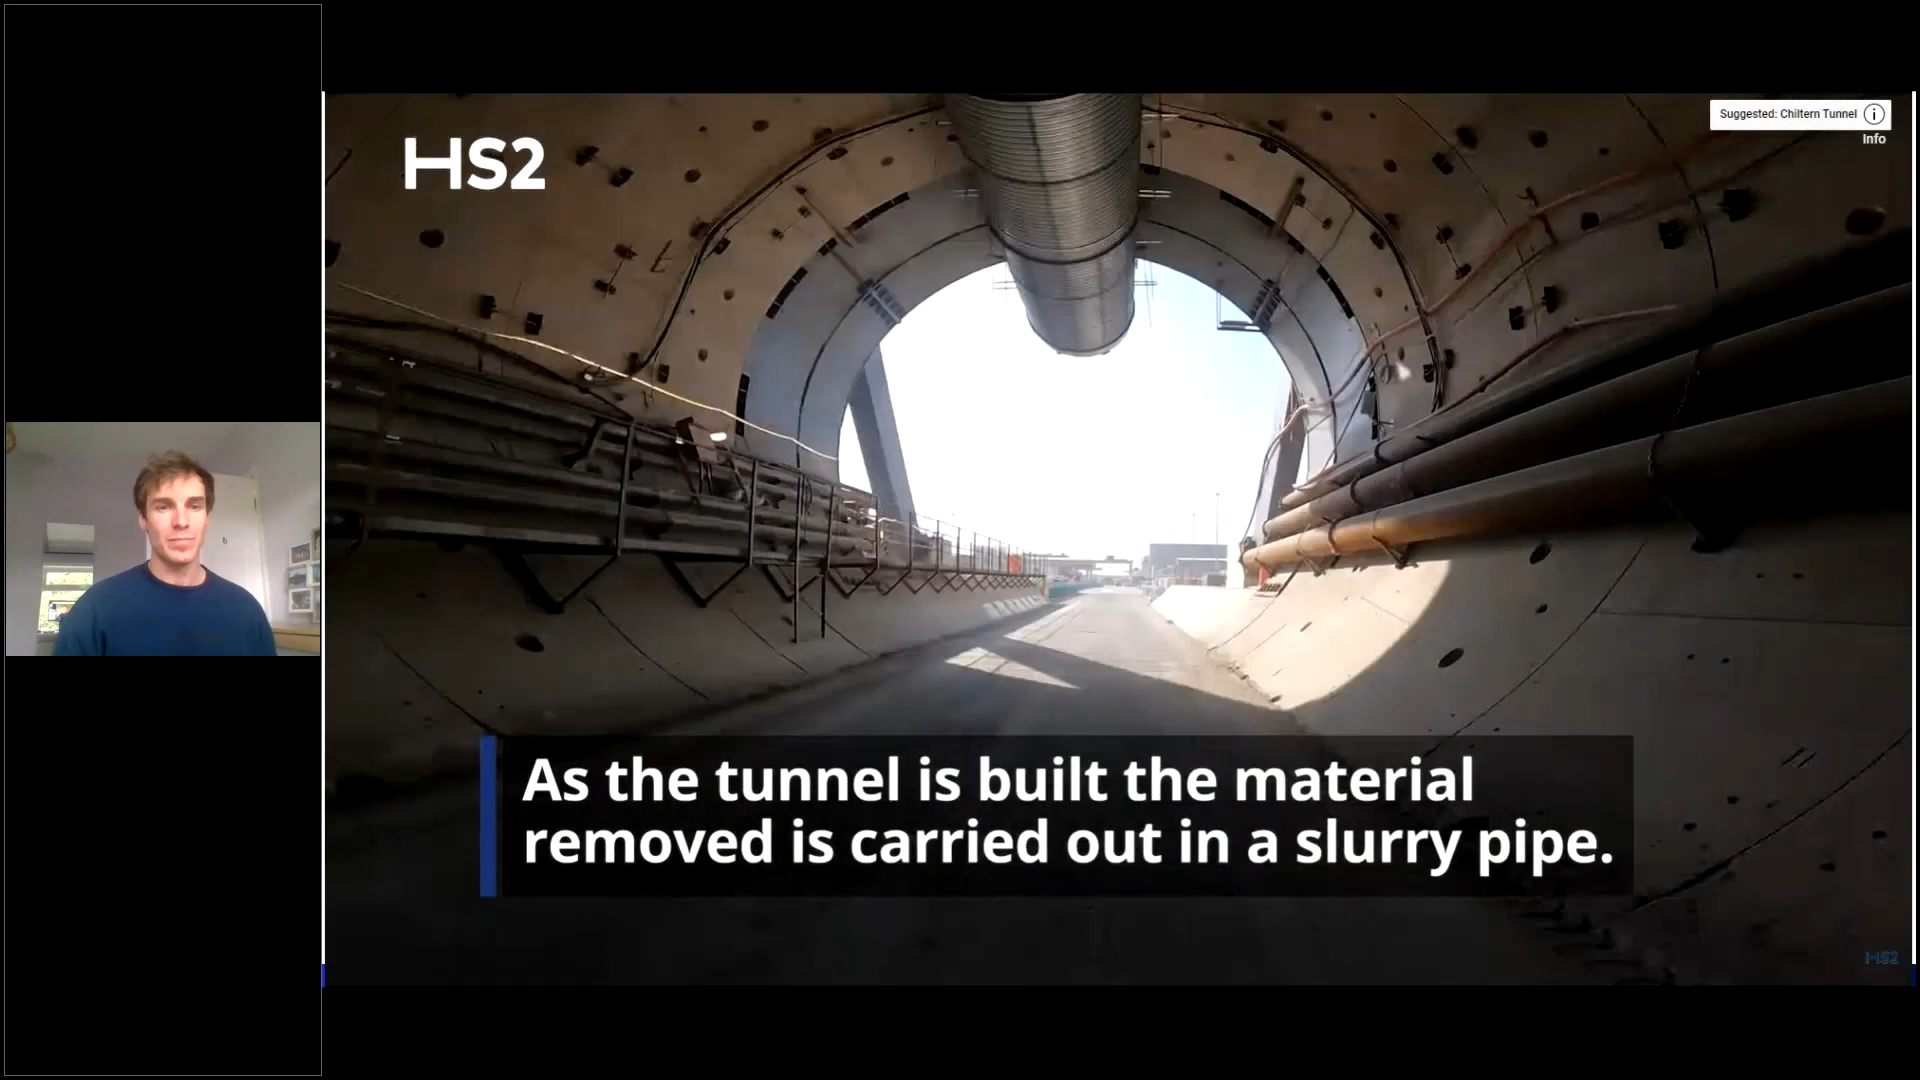 HS2
Suggested: Chiltern Tunnel
Info
As the tunnel is built the material
removed is carried out in a slurry pipe.
HS2